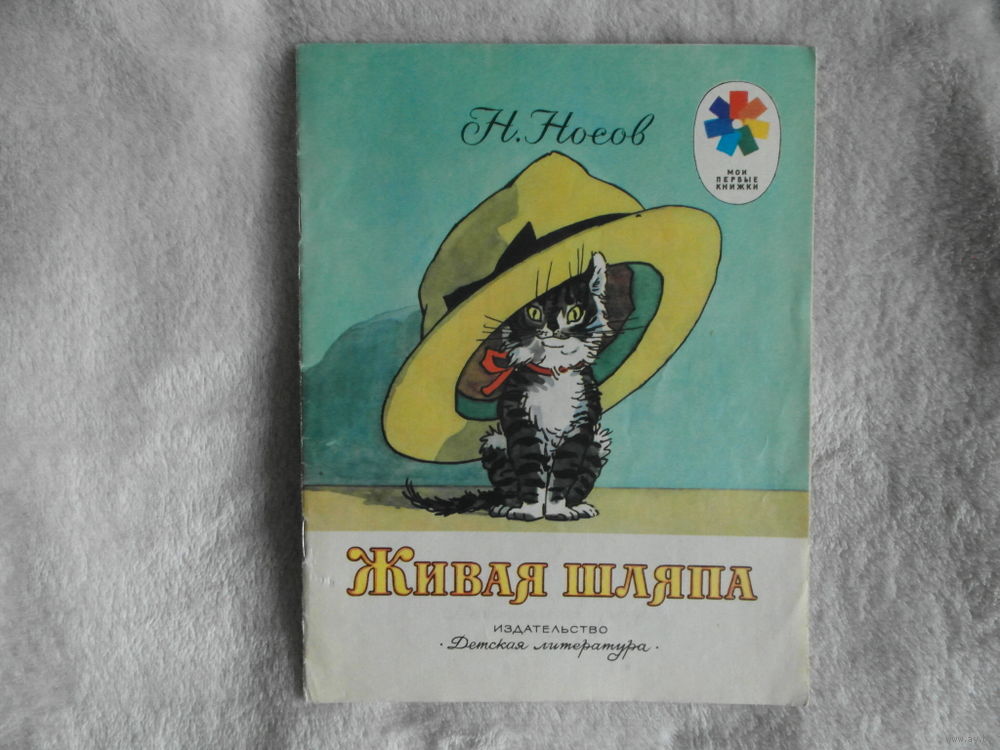 Н. Носов
МОИ
ПЕРВЫЕ
КНИЖКИ
Живая шляпа
ИЗДАТЕЛЬСТВО
·Детская литература·